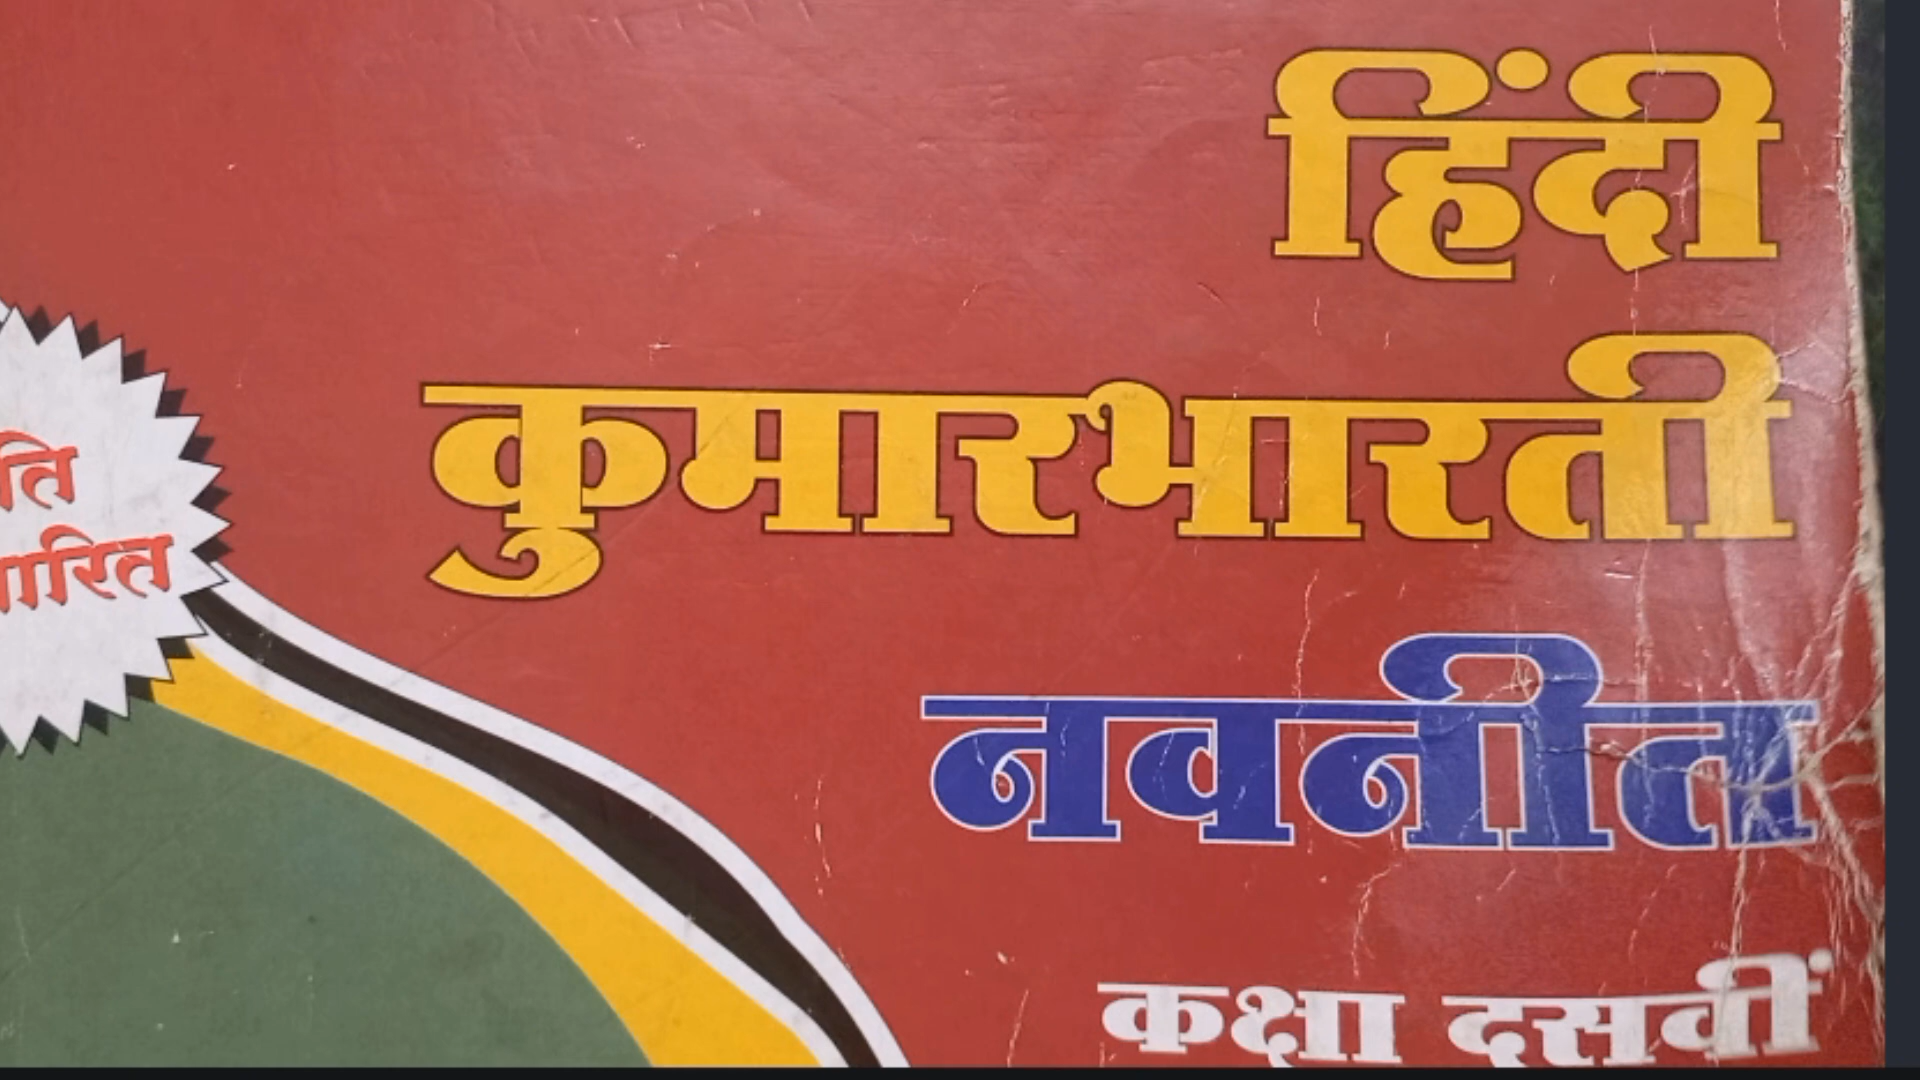 हिंदी
कुमारभारती
नवनीत
कक्षा दसवीं